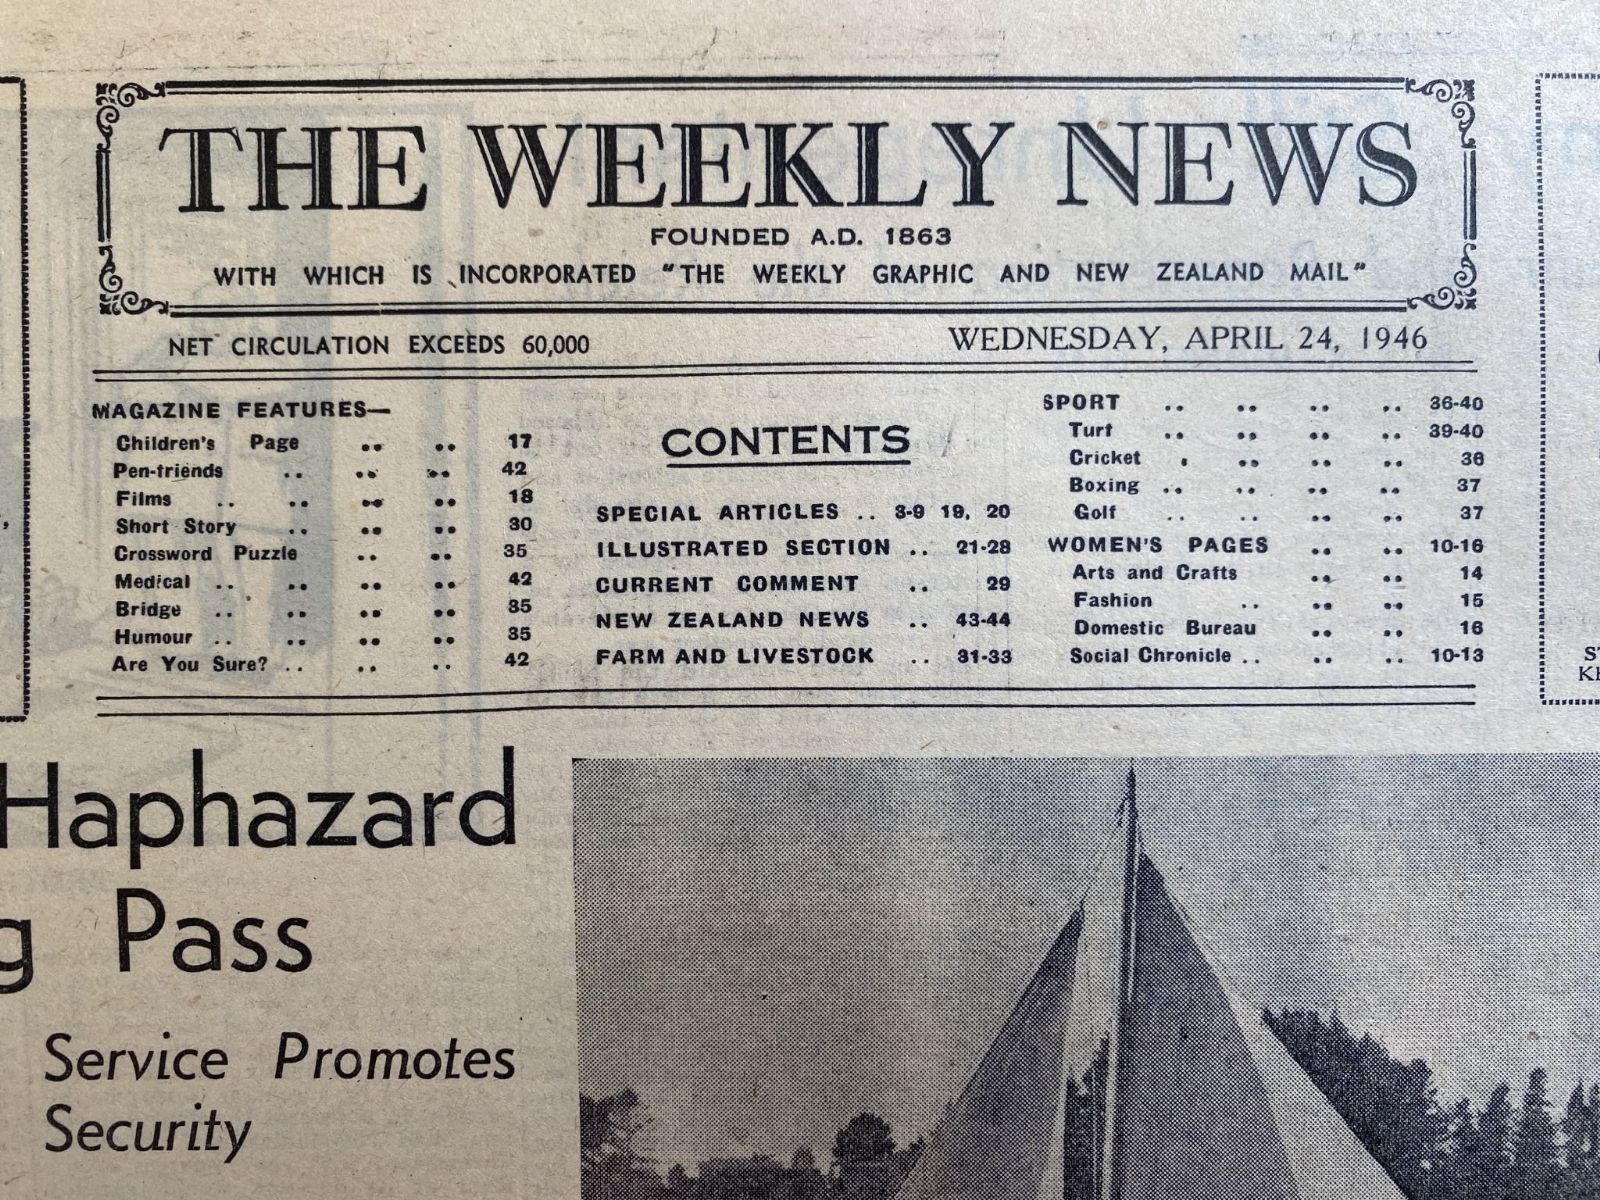 THE WEEKLY NEWS
FOUNDED A.D. 1863
WITH WHICH IS INCORPORATED "THE WEEKLY GRAPHIC AND NEW ZEALAND MAIL"
NET CIRCULATION EXCEEDS 60,000
WEDNESDAY, APRIL 24, 1946
MAGAZINE FEATURES—
Children's Page .. .. 17
Pen-friends .. .. .. 42
Films .. .. .. 18
Short Story .. .. .. 30
Crossword Puzzle .. .. 35
Medical .. .. .. .. 42
Bridge .. .. .. .. 35
Humour .. .. .. .. 35
Are You Sure? .. .. .. 42
CONTENTS
SPECIAL ARTICLES .. 3-9 19, 20
ILLUSTRATED SECTION .. 21-28
CURRENT COMMENT .. 29
NEW ZEALAND NEWS .. 43-44
FARM AND LIVESTOCK .. 31-33
SPORT .. .. .. .. 36-40
Turf .. .. .. .. 39-40
Cricket . .. .. .. 36
Boxing .. .. .. .. 37
Golf .. .. .. .. 37
WOMEN'S PAGES .. .. 10-16
Arts and Crafts .. .. 14
Fashion .. .. .. 15
Domestic Bureau .. .. 16
Social Chronicle .. .. .. 10-13
Haphazard
g Pass
Service Promotes
Security